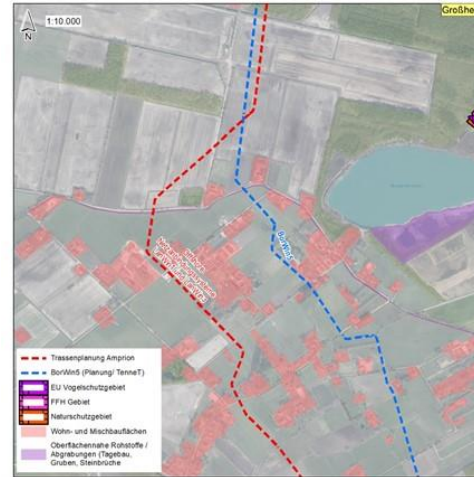 Großhe
N
1:10.000
BorWin5
Trassenplanung Amprion
BorWin5 (Planung/ TenneT)
EU Vogelschutzgebiet
FFH Gebiet
Naturschutzgebiet
Wohn- und Mischbauflächen
Oberflächennahe Rohstoffe /
Abgrabungen (Tagebau,
Gruben, Steinbrüche